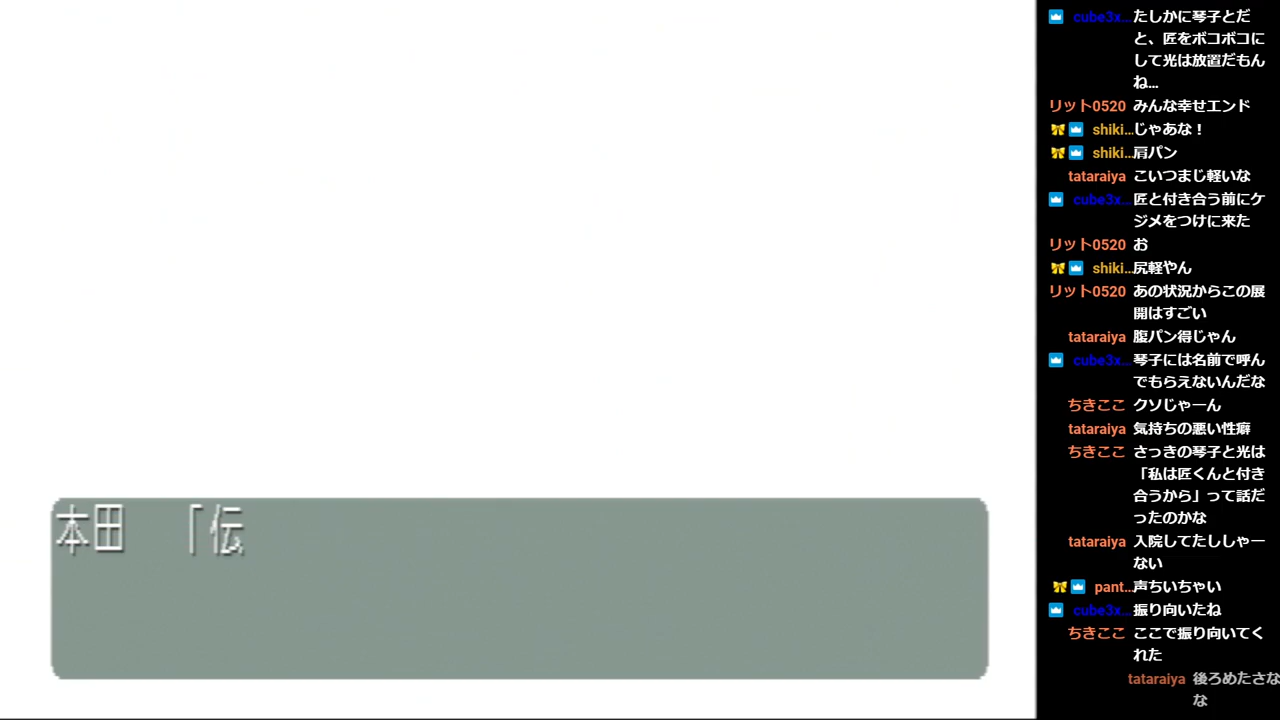 本田　「伝
cube3x… たしかに琴子とだ
と、匠をボコボコに
して光は放置だもん
ね…
リット0520 みんな幸せエンド
shiki… じゃあな！
shiki… 肩パン
tataraiya こいつまじ軽いな
cube3x… 匠と付き合う前にケ
ジメをつけに来た
リット0520 お
shiki… 尻軽やん
リット0520 あの状況からこの展
開はすごい
tataraiya 腹パン得じゃん
cube3x… 琴子には名前で呼ん
でもらえないんだな
ちきここ クソじゃーん
tataraiya 気持ちの悪い性癖
ちきここ さっきの琴子と光は
「私は匠くんと付き
合うから」って話だ
ったのかな
tataraiya 入院してたししゃー
ない
pant… 声ちいちゃい
cube3x… 振り向いたね
ちきここ ここで振り向いてく
れた
tataraiya 後ろめたさな
な